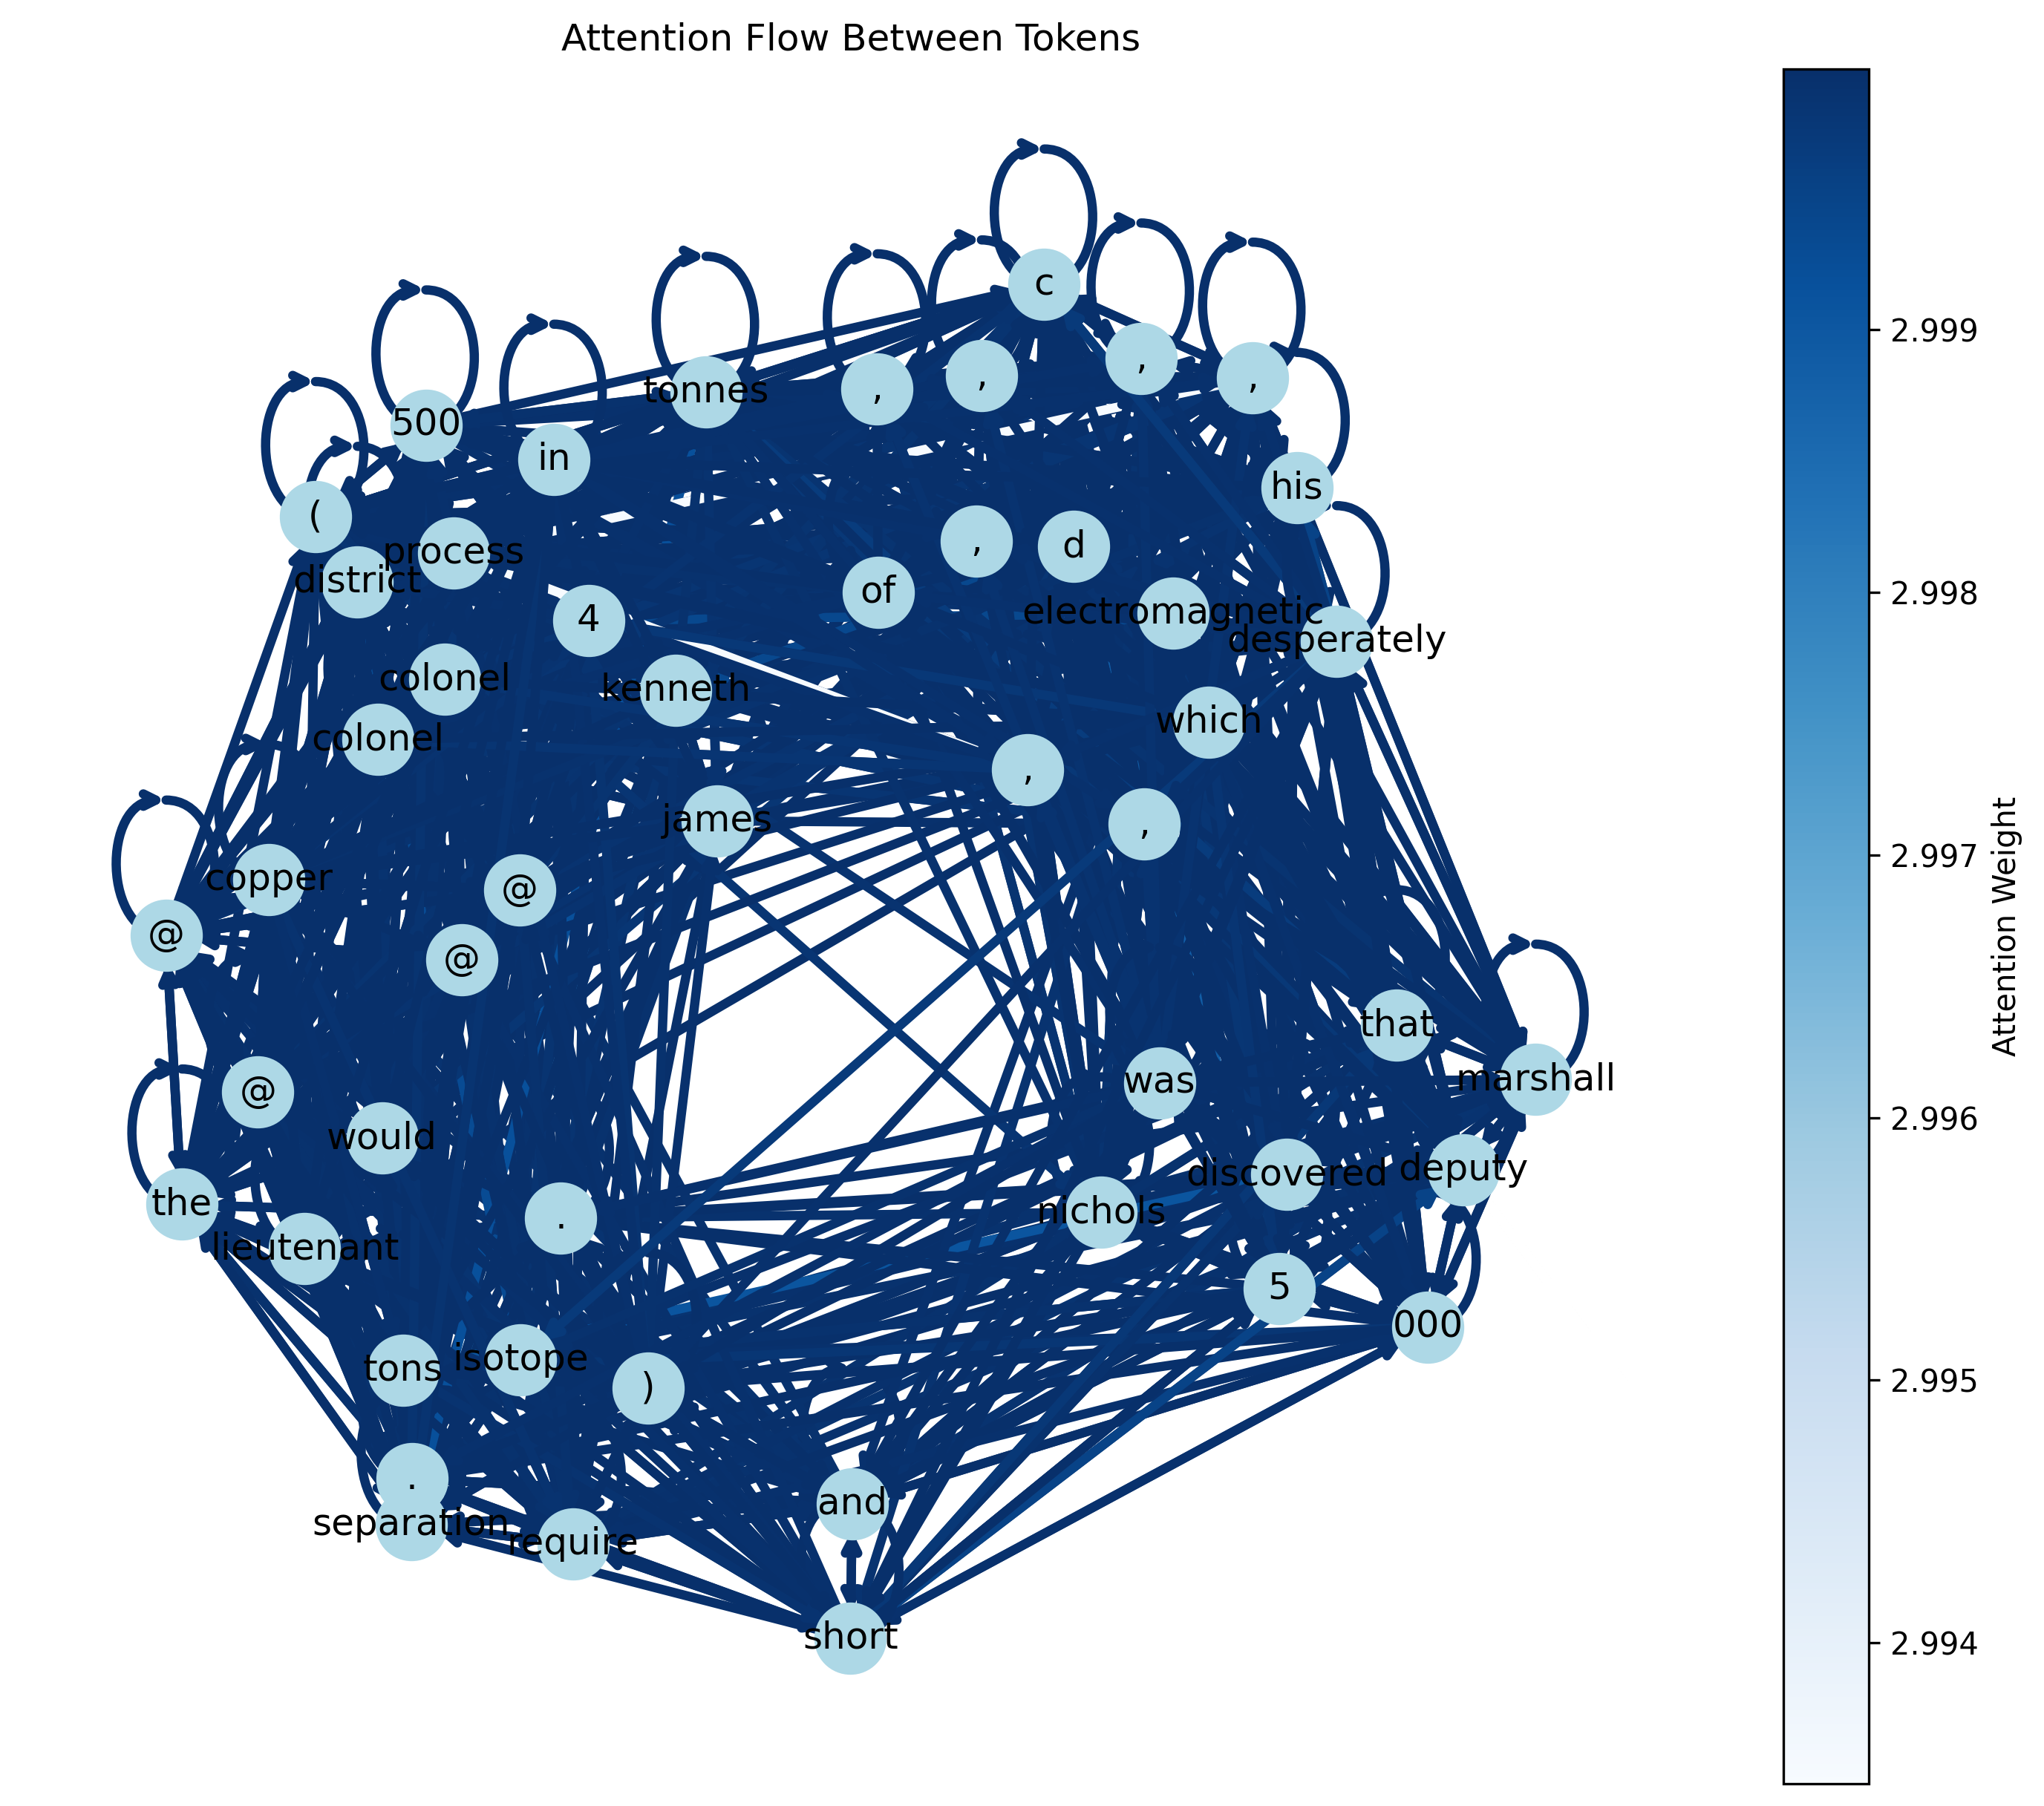 Attention Flow Between Tokens
c
,
,
,
,
tonnes
500
in
his
(
process
district
,
d
of
electromagnetic
4
desperately
colonel
kenneth
which
colonel
,
james
,
copper
@
@
@
that
marshall
was
@
would
discovered
deputy
the
nichols
.
lieutenant
5
000
isotope
tons
)
.
and
separation
require
short
2.999
2.998
2.997
2.996
2.995
2.994
Attention Weight